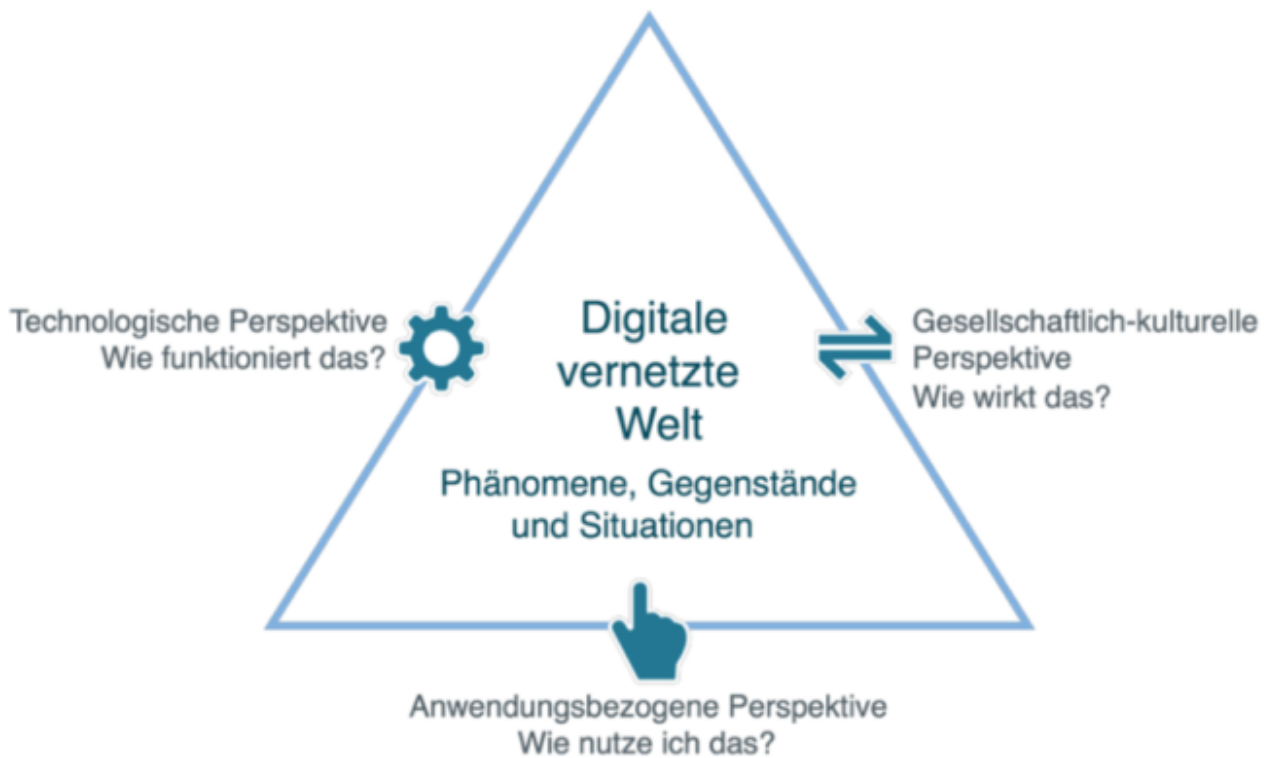 Digitale
vernetzte
Welt
Phänomene, Gegenstände
und Situationen
Technologische Perspektive
Wie funktioniert das?
Gesellschaftlich-kulturelle
Perspektive
Wie wirkt das?
Anwendungsbezogene Perspektive
Wie nutze ich das?